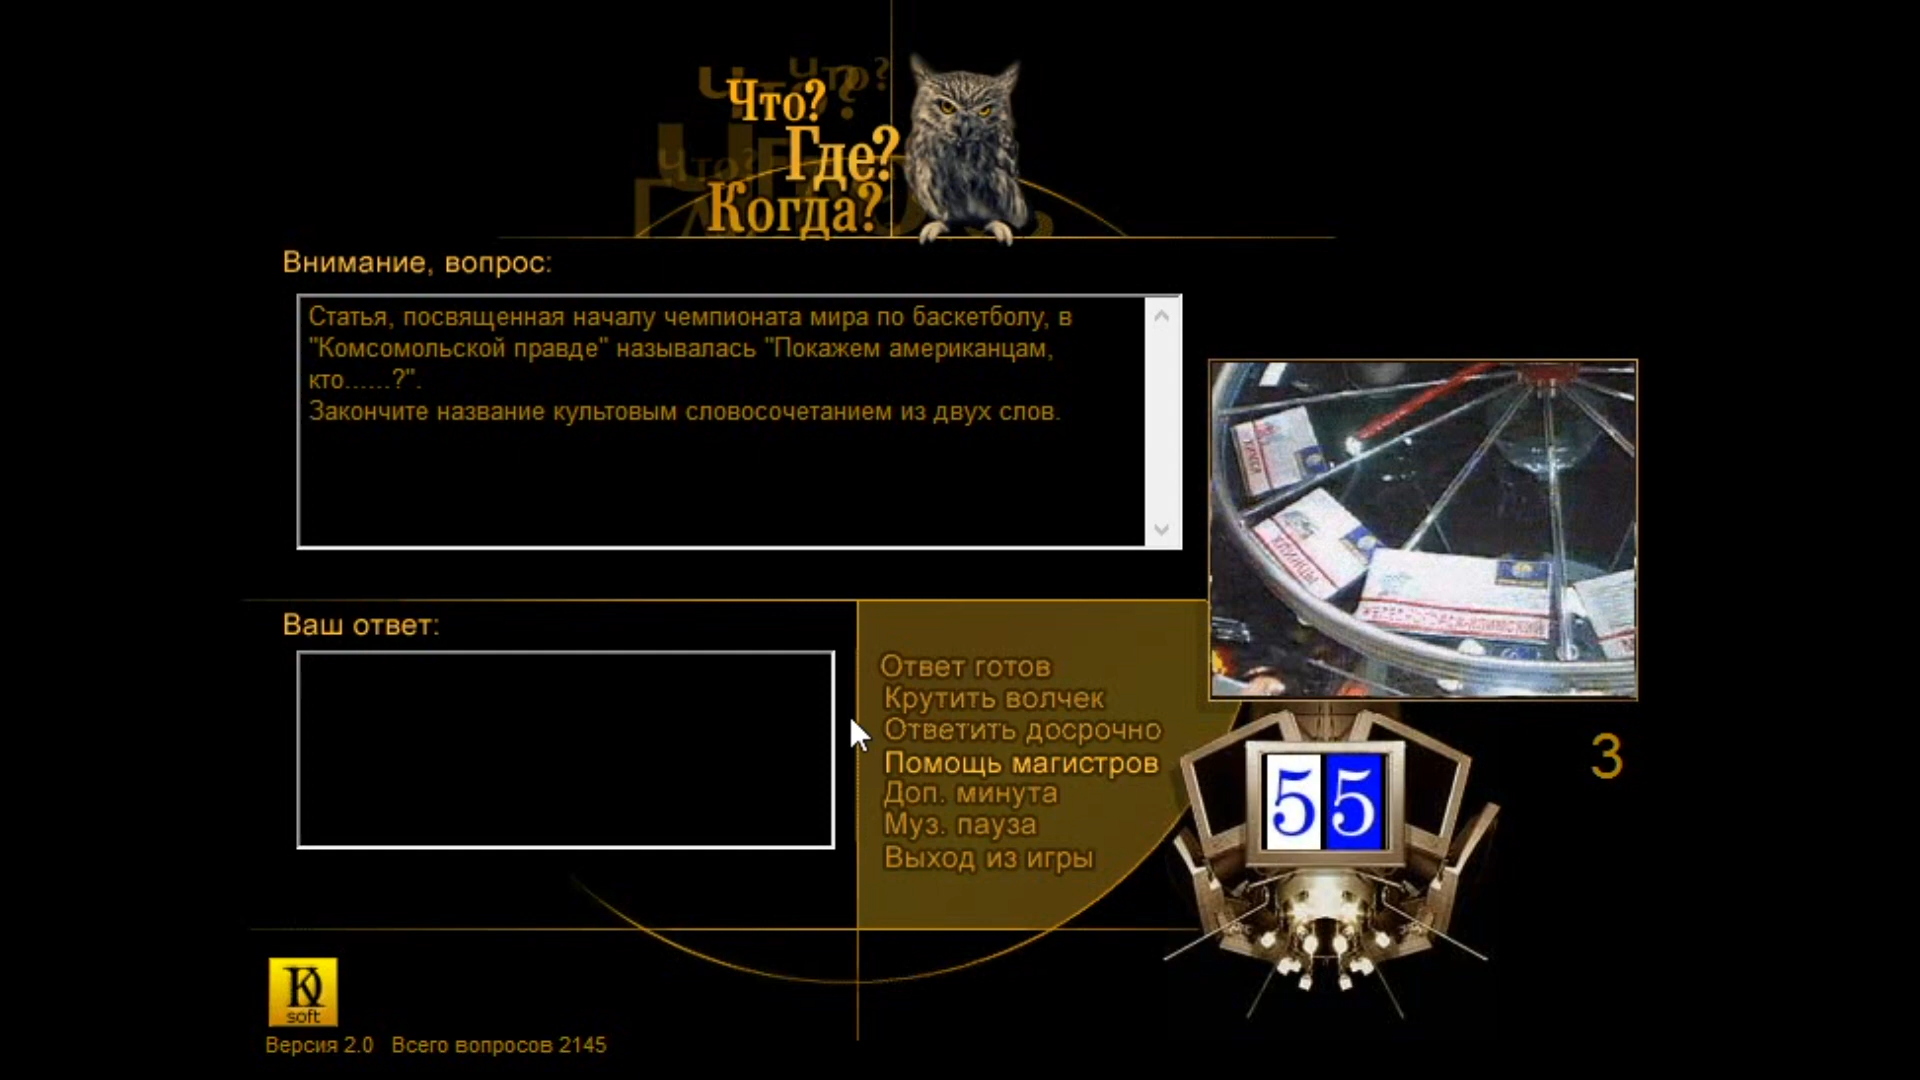 Что?
Где?
Когда?
Внимание, вопрос:
Статья, посвященная началу чемпионата мира по баскетболу, в
"Комсомольской правде" называлась "Покажем американцам,
кто......?".
Закончите название культовым словосочетанием из двух слов.
Ваш ответ:
Ответ готов
Крутить волчек
Ответить досрочно
Помощь магистров
Доп. минута
Муз. пауза
Выход из игры
55
3
KD
soft
Версия 2.0 Всего вопросов 2145